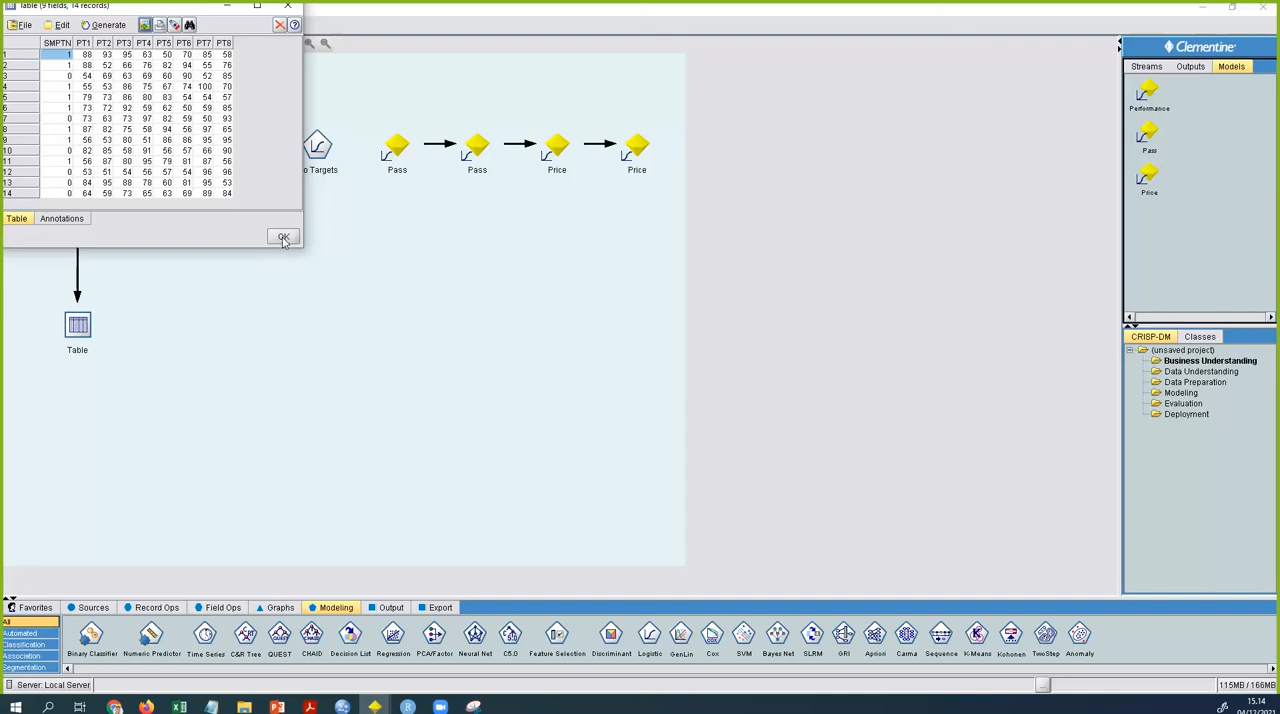 Table (9 fields, 14 records)
File Edit Generate
SMPTN PT1 PT2 PT3 PT4 PT5 PT6 PT7 PT8
1 1 88 93 95 63 50 70 85 58
2 1 88 52 66 76 82 94 55 76
3 0 54 69 63 69 60 90 52 85
4 1 55 53 86 75 67 74 100 70
5 1 79 73 86 80 83 54 54 57
6 1 73 72 92 59 62 50 59 85
7 0 73 63 73 97 82 59 50 93
8 1 87 82 75 58 94 56 97 65
9 1 56 53 80 51 86 86 95 95
10 0 82 85 58 91 56 57 66 90
11 1 56 87 80 95 79 81 87 56
12 0 53 51 54 56 57 54 96 96
13 0 84 95 88 78 60 81 95 53
14 0 64 59 73 65 63 69 89 84
Table Annotations
OK
o Targets Pass Pass Price Price
Table
Clementine
Streams Outputs Models
Performance
Pass
Price
CRISP-DM Classes
(unsaved project)
Business Understanding
Data Understanding
Data Preparation
Modeling
Evaluation
Deployment
Favorites Sources Record Ops Field Ops Graphs Modeling Output Export
All
Automated
Classification
Association
Segmentation
Binary Classifier Numeric Predictor Time Series C&R Tree QUEST CHAID Decision List Regression PCA/Factor Neural Net C5.0 Feature Selection Discriminant Logistic GenLin Cox SVM Bayes Net SLRM GRI Apriori Carma Sequence K-Means Kohonen TwoStep Anomaly
Server: Local Server
115MB / 166MB
15.14
04/12/2021